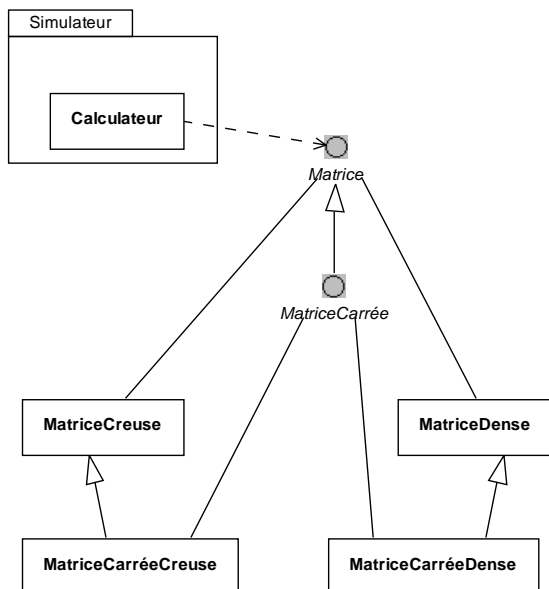 Simulateur
Calculateur
Matrice
MatriceCarrée
MatriceCreuse
MatriceDense
MatriceCarréeCreuse
MatriceCarréeDense